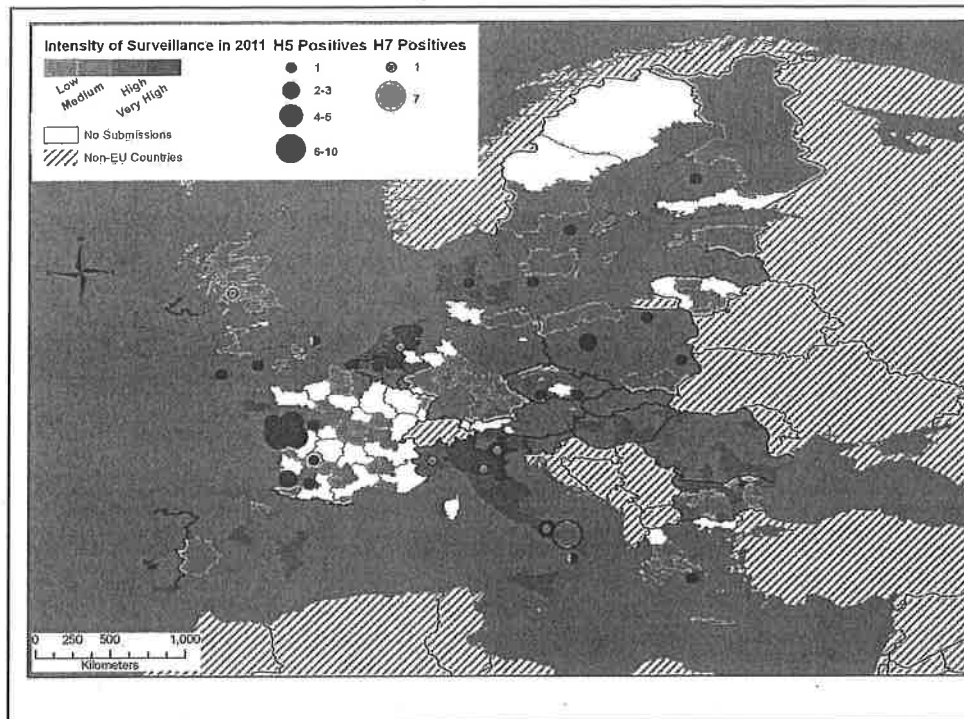 Intensity of Surveillance in 2011
Low
Medium
High
Very High
No Submissions
Non-EU Countries
H5 Positives
1
2-3
4-5
6-10
H7 Positives
1
7
N
0 250 500 1,000
Kilometers